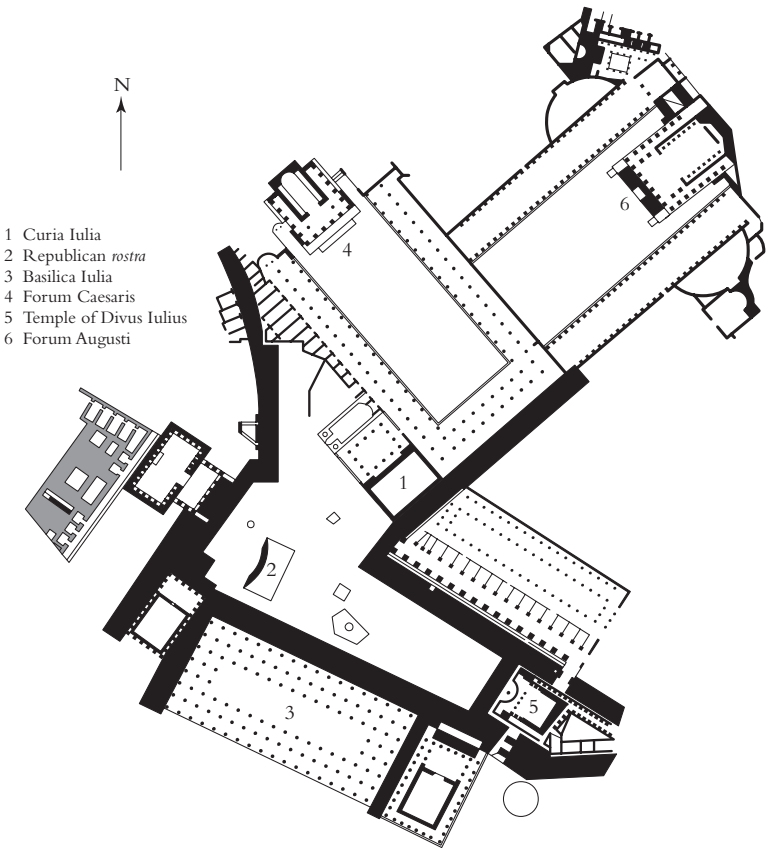 N
1 Curia Iulia
2 Republican rostra
3 Basilica Iulia
4 Forum Caesaris
5 Temple of Divus Iulius
6 Forum Augusti
6
4
1
2
3
5